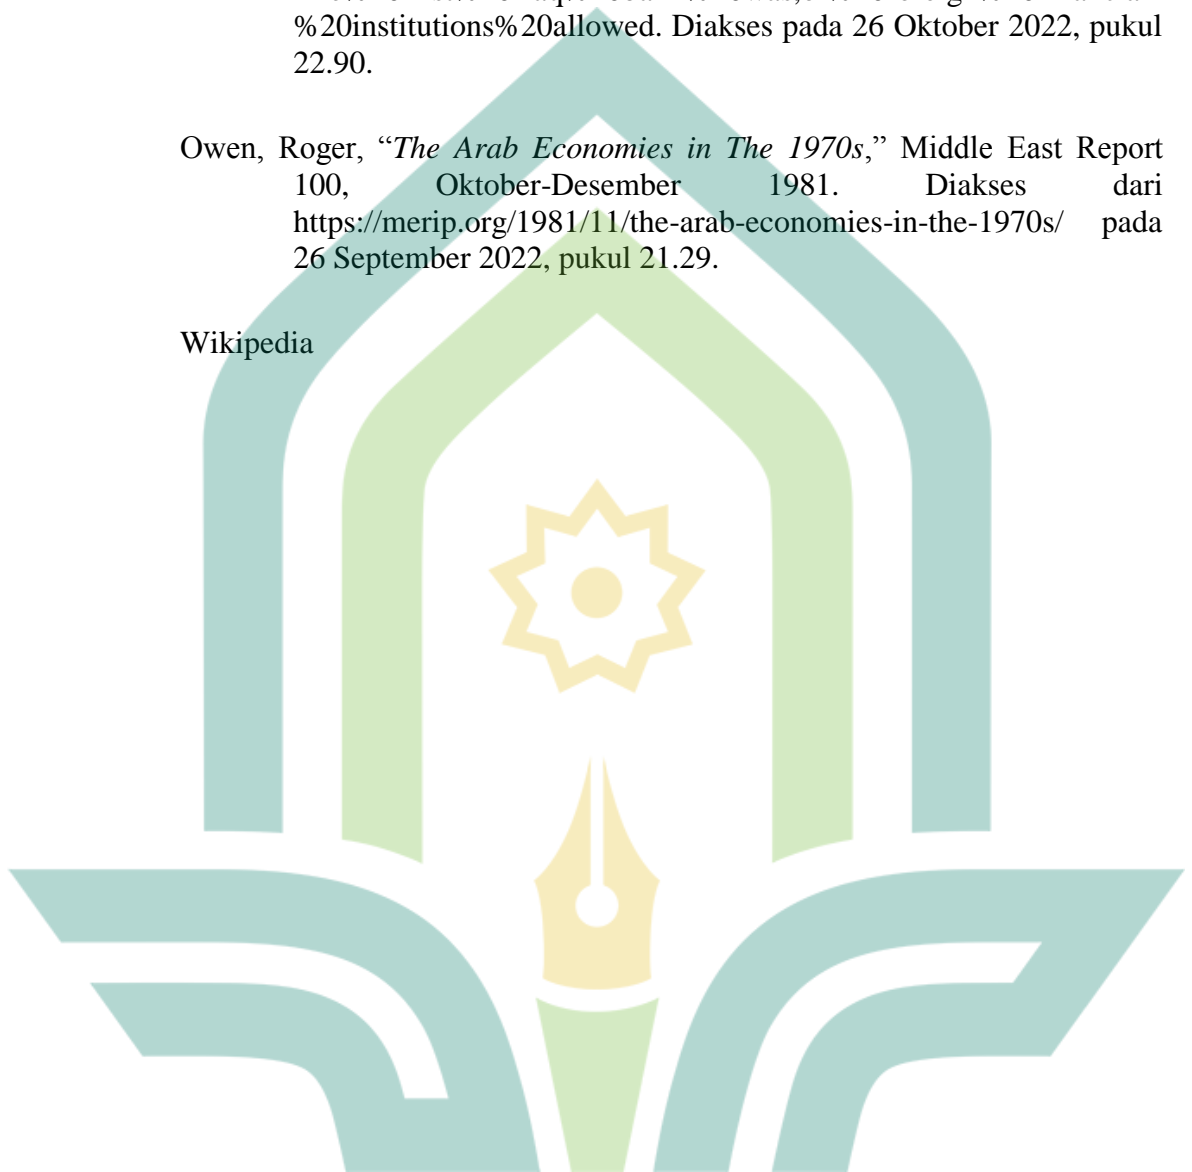 %20institutions%20allowed. Diakses pada 26 Oktober 2022, pukul
22.90.
Owen, Roger, “The Arab Economies in The 1970s,” Middle East Report
100, Oktober-Desember 1981. Diakses dari
https://merip.org/1981/11/the-arab-economies-in-the-1970s/ pada
26 September 2022, pukul 21.29.
Wikipedia